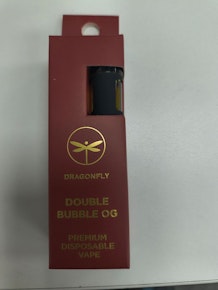 DRAGONFLY
DOUBLE
BUBBLE OG
PREMIUM
DISPOSABLE
VAPE